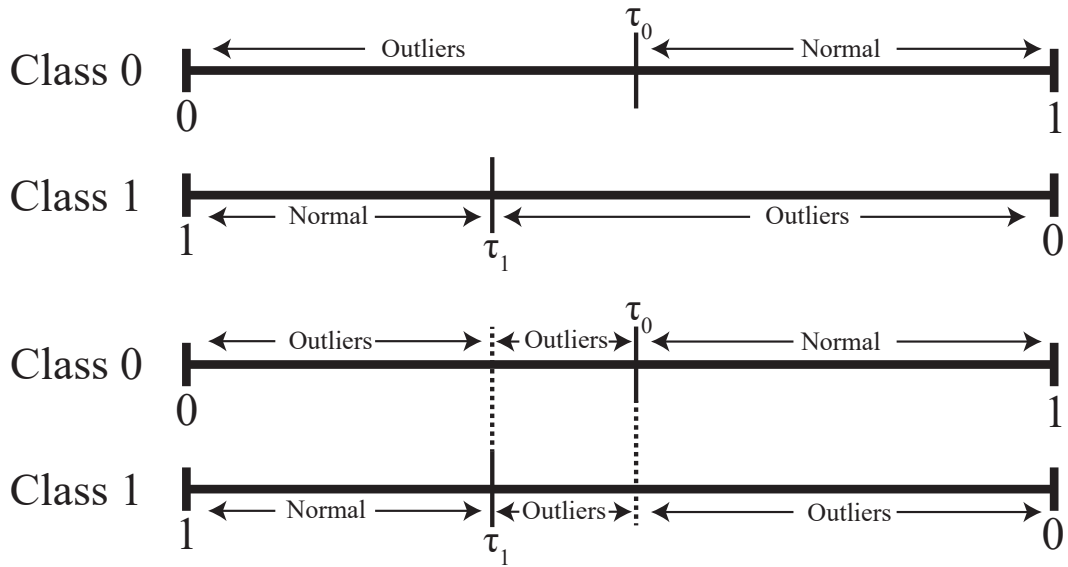 τ₀
Outliers Normal
Class 0
0 1
Class 1
Normal Outliers
1 τ₁ 0
τ₀
Outliers Outliers Normal
Class 0
0 1
Class 1
Normal Outliers Outliers
1 τ₁ 0